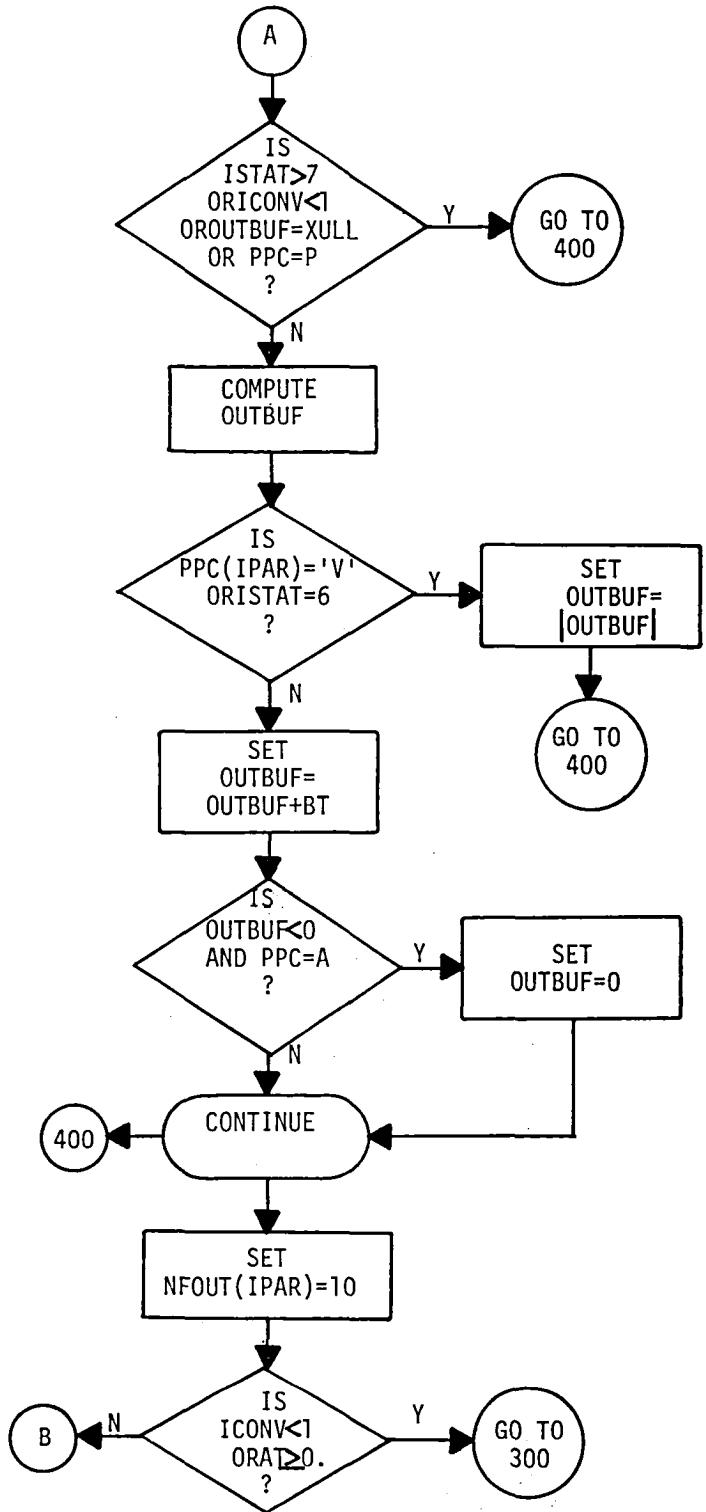 A
IS
ISTAT>7
ORICONV<1
OROUTBUF=XULL
OR PPC=P
?
Y
GO TO
400
N
COMPUTE
OUTBUF
IS
PPC(IPAR)='V'
ORISTAT=6
?
Y
SET
OUTBUF=
|OUTBUF|
N
GO TO
400
SET
OUTBUF=
OUTBUF+BT
IS
OUTBUF<0
AND PPC=A
?
Y
SET
OUTBUF=0
N
CONTINUE
400
SET
NFOUT(IPAR)=10
IS
ICONV<1
ORAT≥0.
?
N
B
Y
GO TO
300